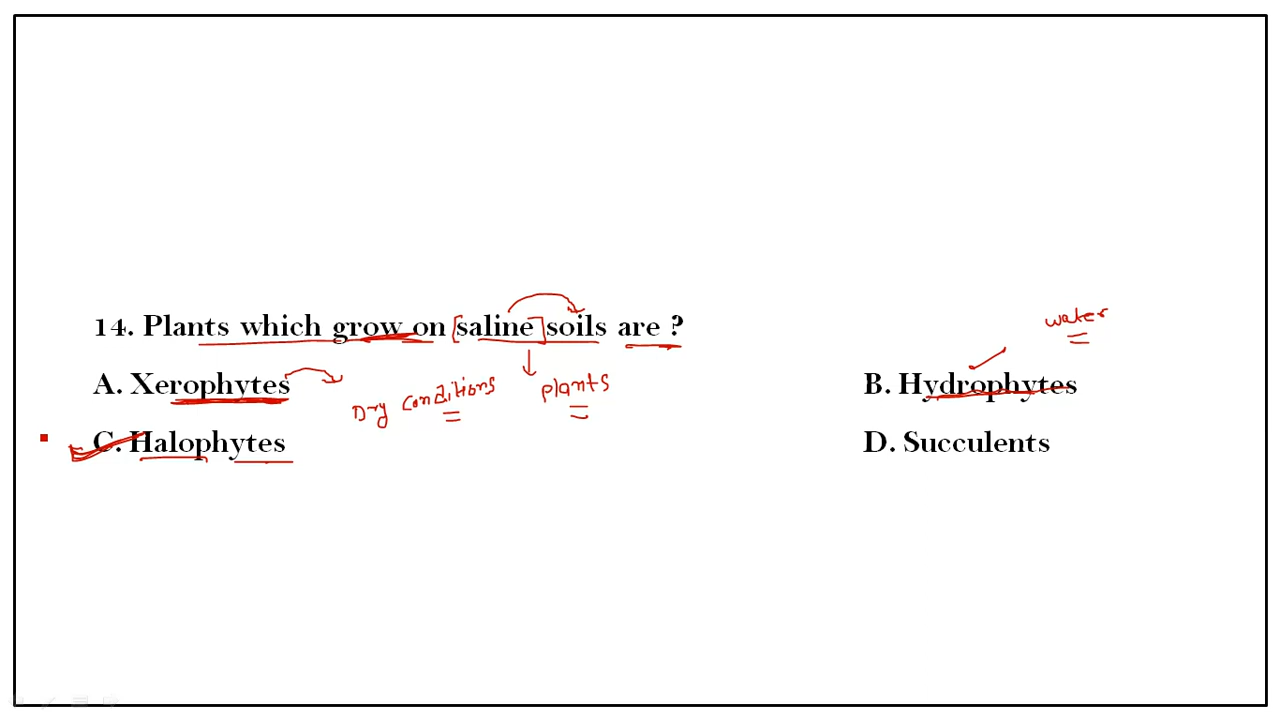 14. Plants which grow on [saline] soils are ?
water
A. Xerophytes
Dry conditions
plants
B. Hydrophytes
C. Halophytes
D. Succulents